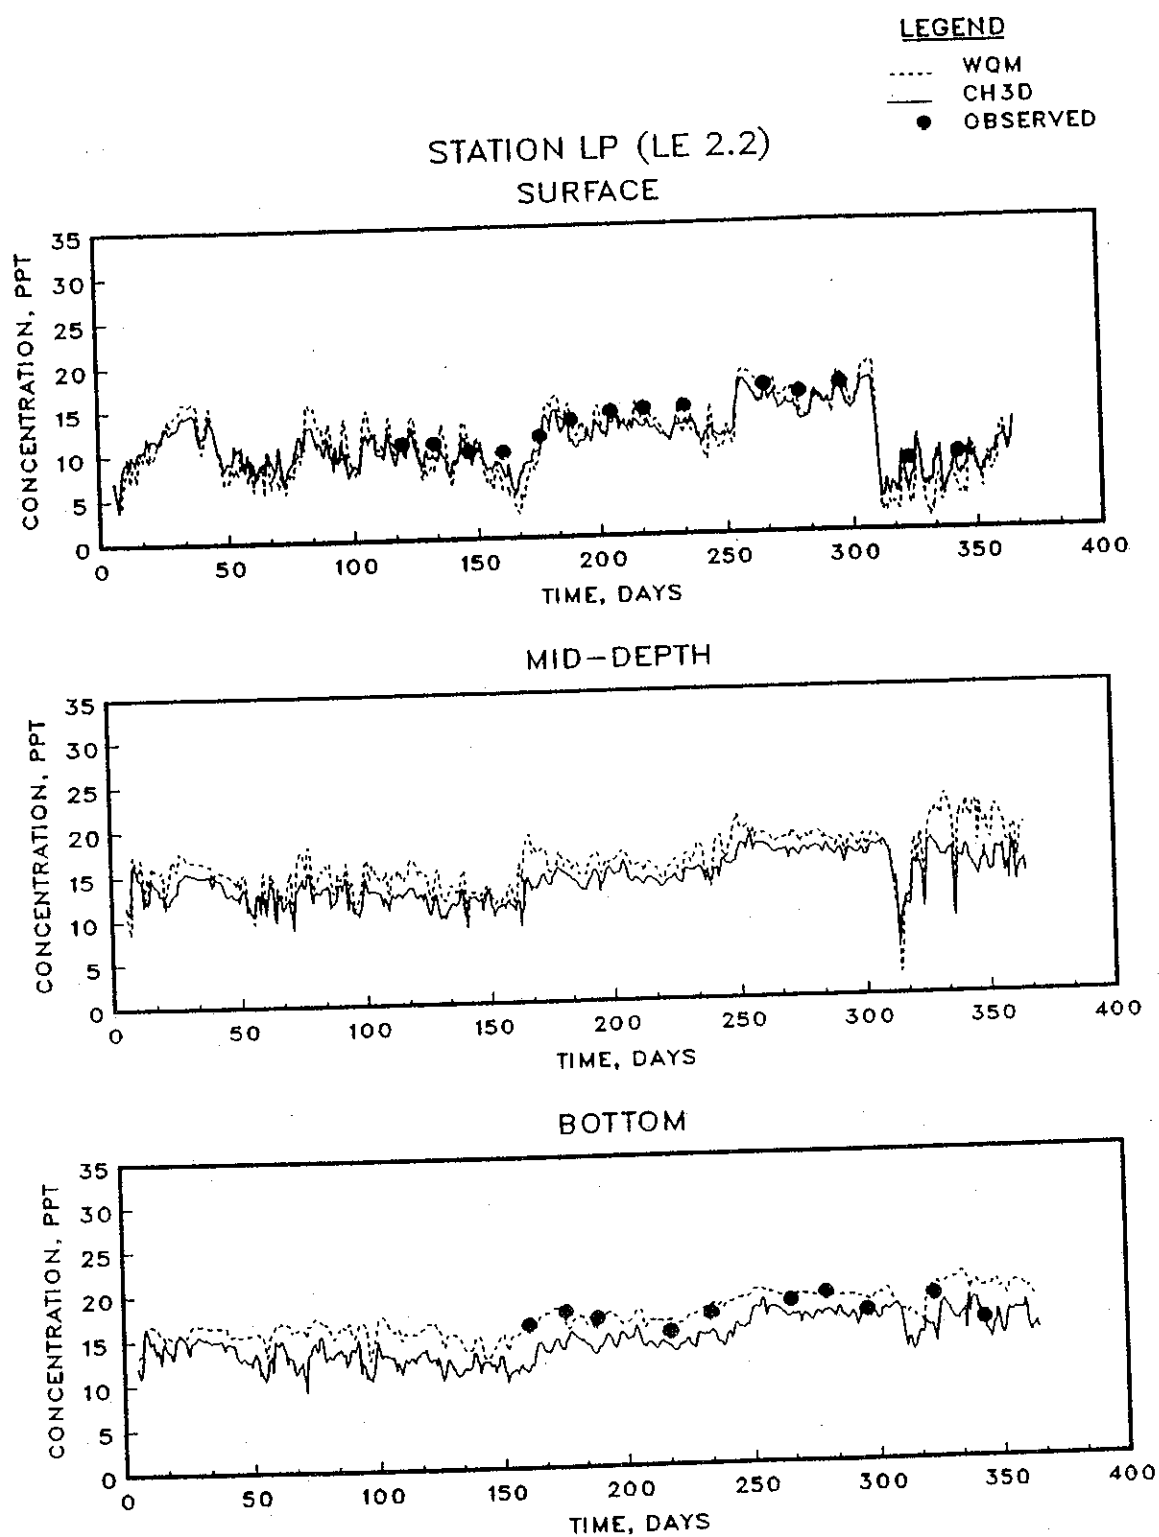 LEGEND
WQM
CH3D
OBSERVED
STATION LP (LE 2.2)
SURFACE
CONCENTRATION, PPT
35
30
25
20
15
10
5
0
0 50 100 150 200 250 300 350 400
TIME, DAYS
MID-DEPTH
CONCENTRATION, PPT
35
30
25
20
15
10
5
0
0 50 100 150 200 250 300 350 400
TIME, DAYS
BOTTOM
CONCENTRATION, PPT
35
30
25
20
15
10
5
0
0 50 100 150 200 250 300 350 400
TIME, DAYS